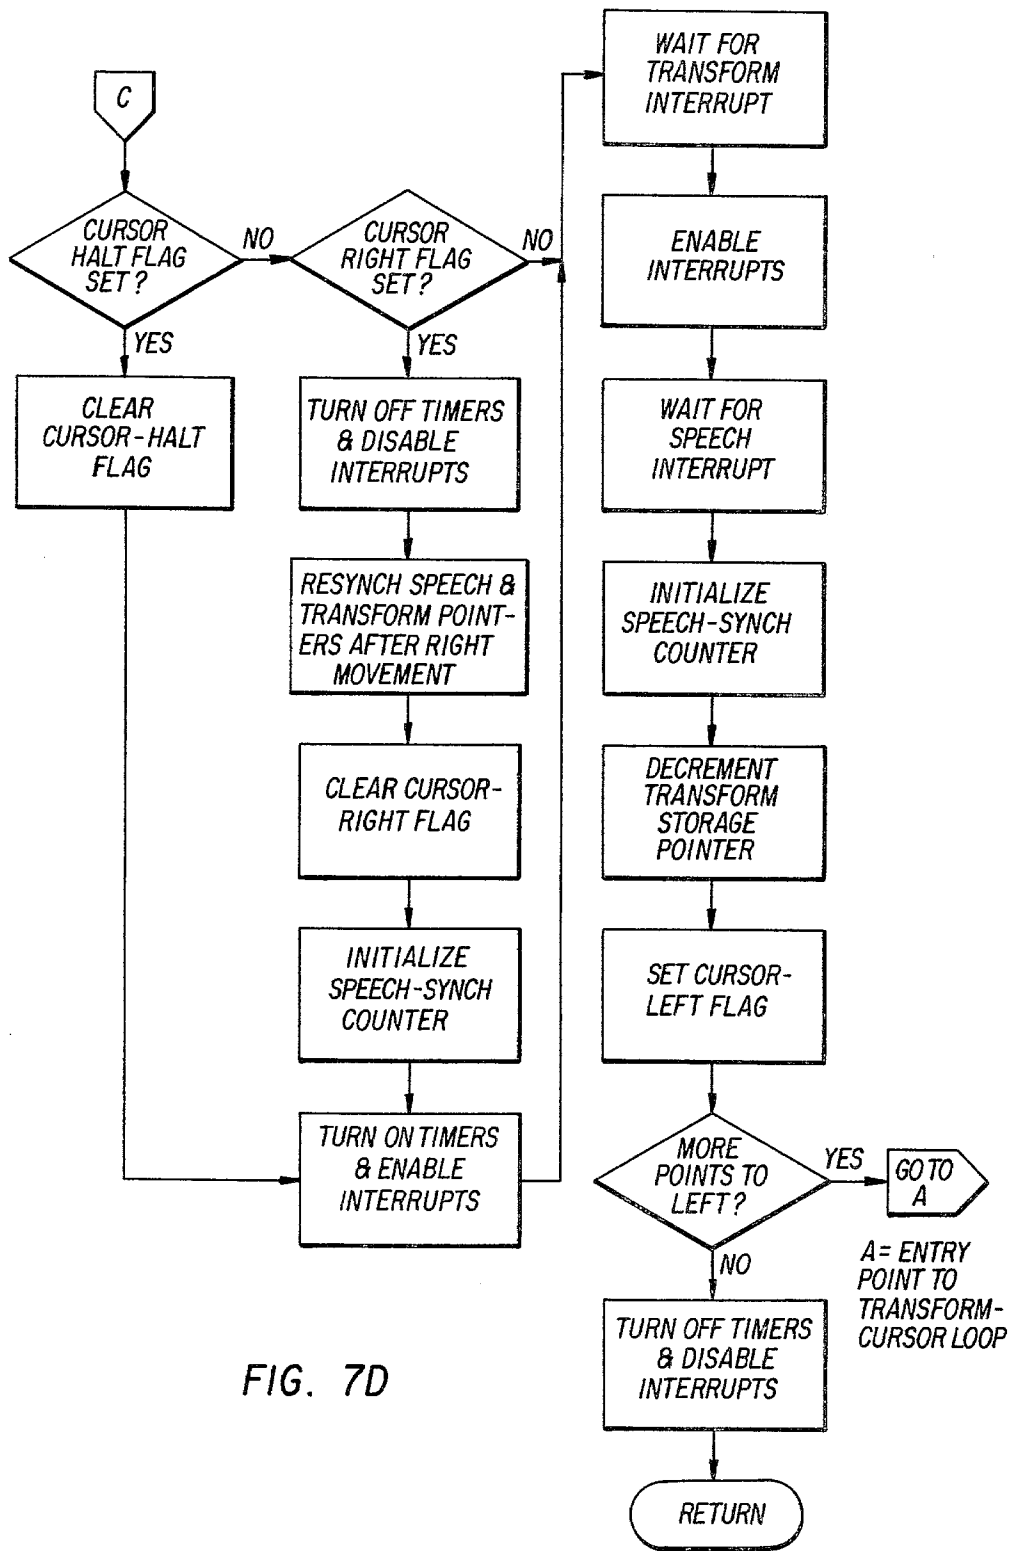 C
CURSOR
HALT FLAG
SET?
NO
YES
CLEAR
CURSOR-HALT
FLAG
CURSOR
RIGHT FLAG
SET?
NO
YES
TURN OFF TIMERS
& DISABLE
INTERRUPTS
RESYNCH SPEECH &
TRANSFORM POINT-
ERS AFTER RIGHT
MOVEMENT
CLEAR CURSOR-
RIGHT FLAG
INITIALIZE
SPEECH-SYNCH
COUNTER
TURN ON TIMERS
& ENABLE
INTERRUPTS
WAIT FOR
TRANSFORM
INTERRUPT
ENABLE
INTERRUPTS
WAIT FOR
SPEECH
INTERRUPT
INITIALIZE
SPEECH-SYNCH
COUNTER
DECREMENT
TRANSFORM
STORAGE
POINTER
SET CURSOR-
LEFT FLAG
MORE
POINTS TO
LEFT?
YES
GO TO
A
A= ENTRY
POINT TO
TRANSFORM-
CURSOR LOOP
NO
TURN OFF TIMERS
& DISABLE
INTERRUPTS
RETURN
FIG. 7D